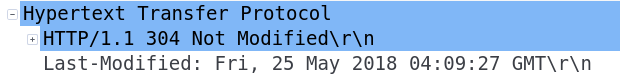 Hypertext Transfer Protocol
HTTP/1.1 304 Not Modified\r\n
Last-Modified: Fri, 25 May 2018 04:09:27 GMT\r\n